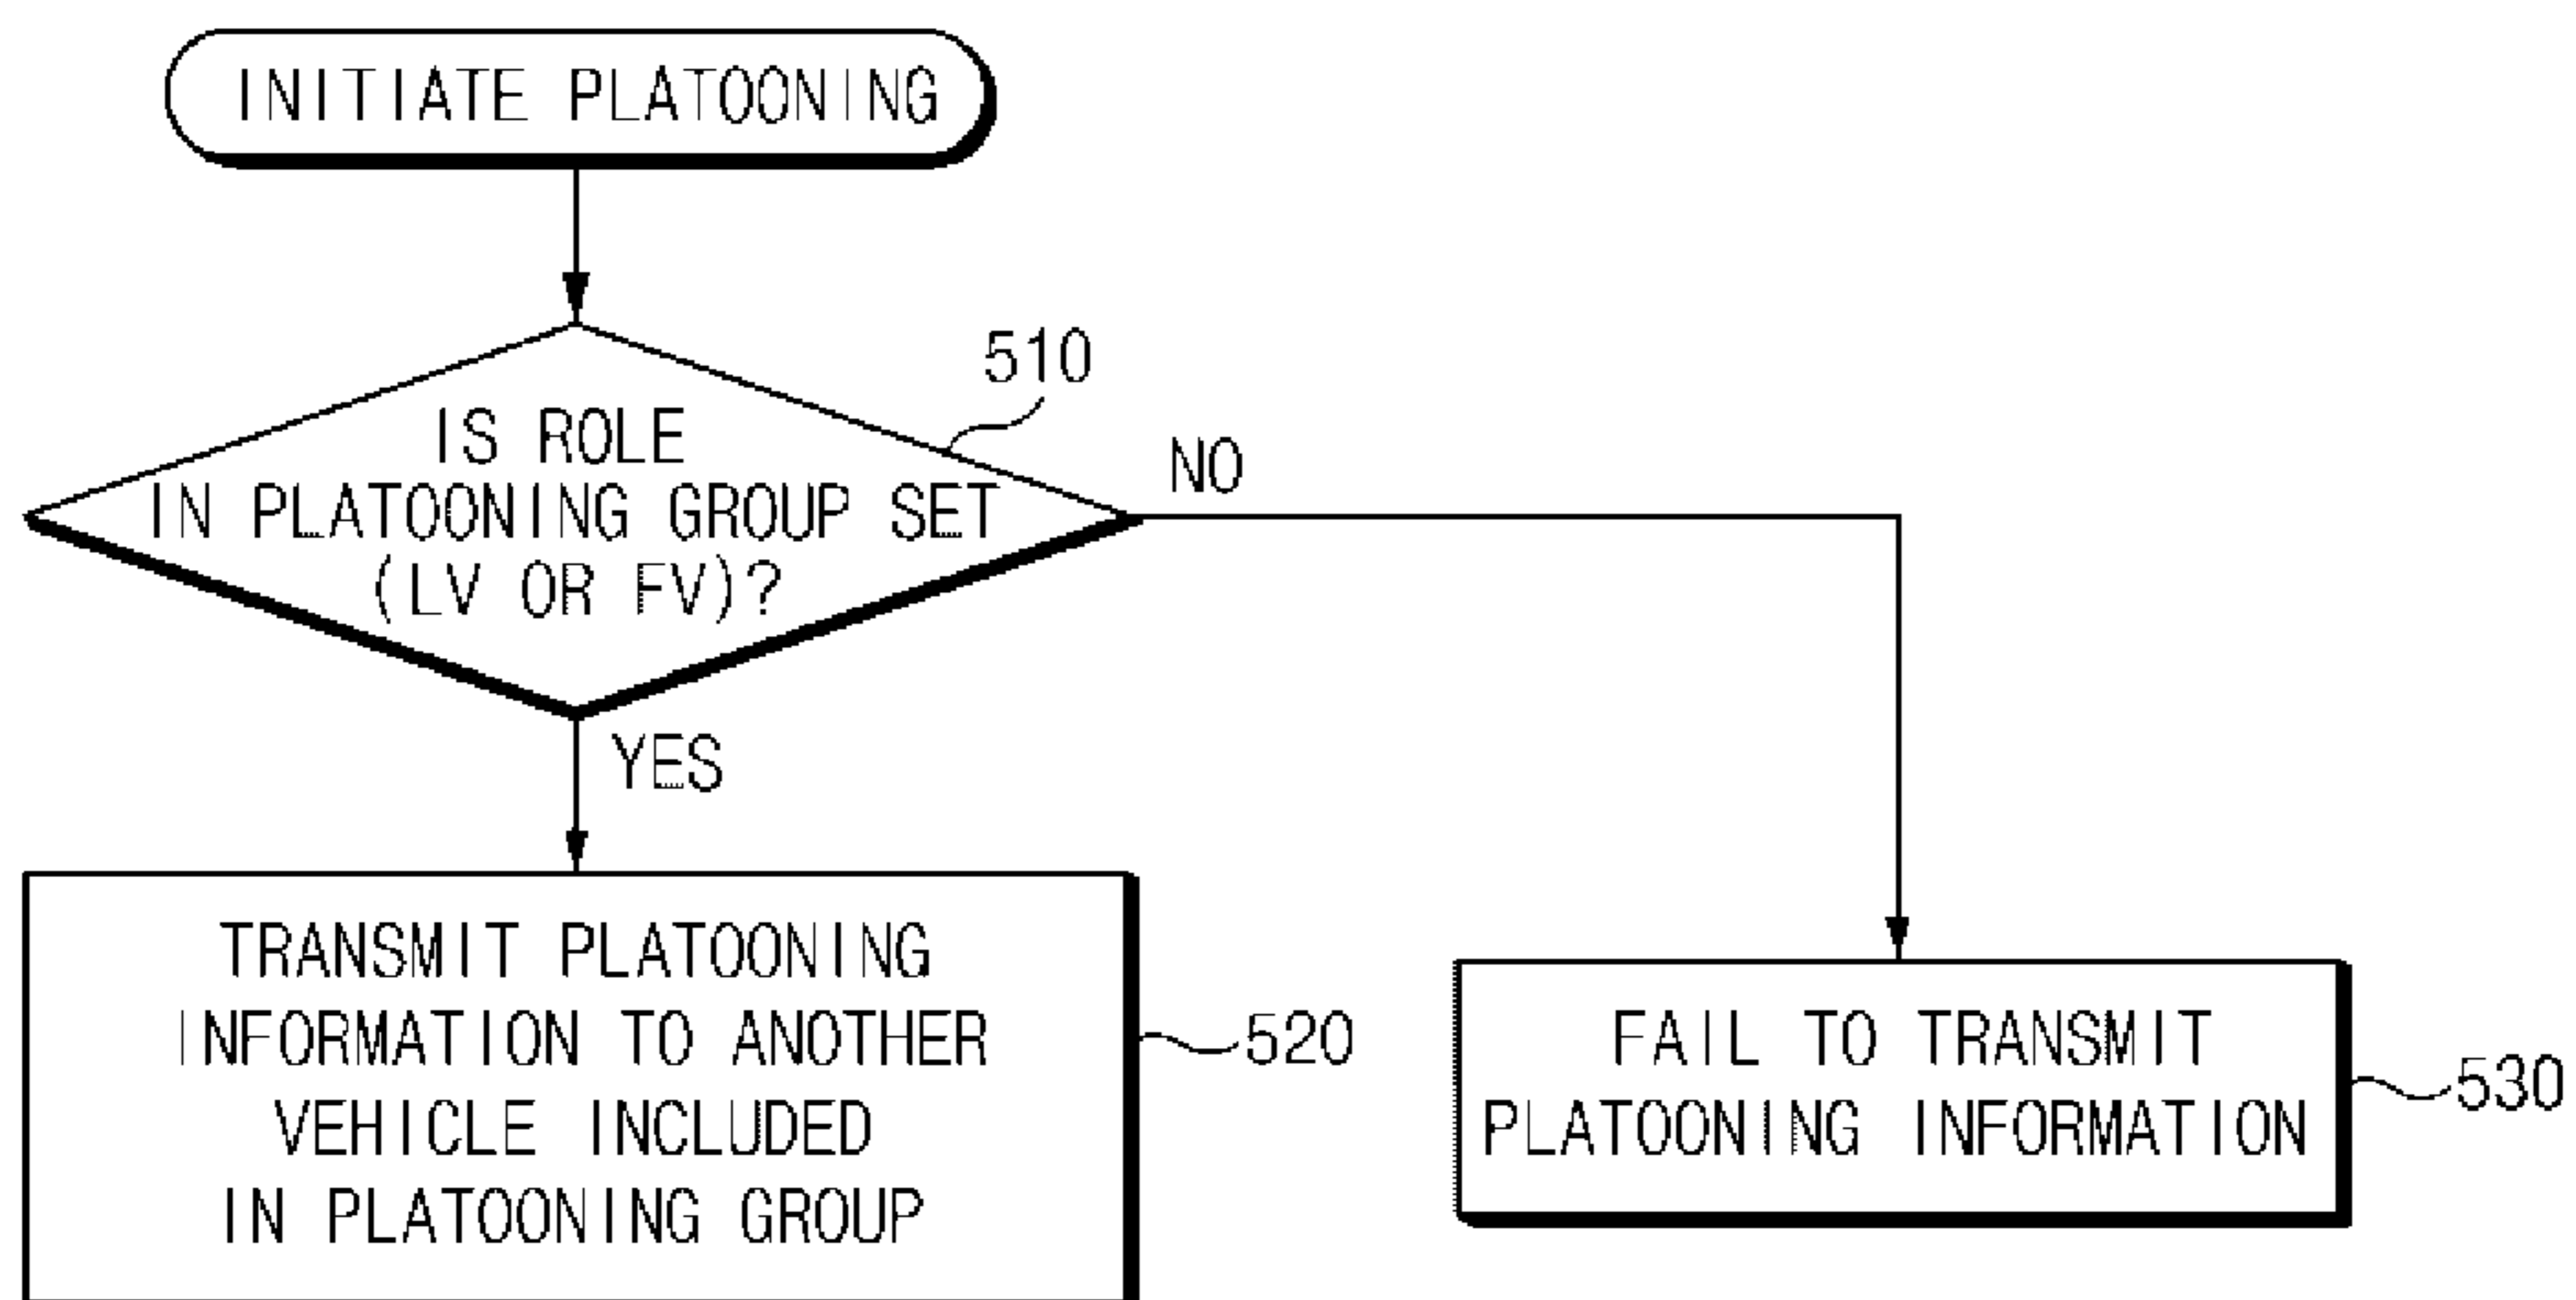 INITIATE PLATOONING
510
IS ROLE
IN PLATOONING GROUP SET
(LV OR FV)?
NO
YES
TRANSMIT PLATOONING
INFORMATION TO ANOTHER
VEHICLE INCLUDED
IN PLATOONING GROUP
520
FAIL TO TRANSMIT
PLATOONING INFORMATION
530